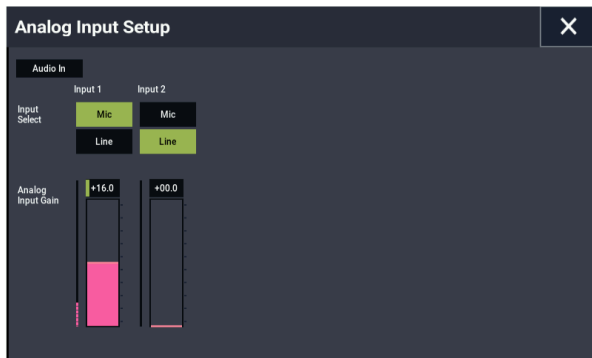 Analog Input Setup
Audio In
Input 1 Input 2
Input
Select
Mic Mic
Line Line
Analog
Input Gain
+16.0 +00.0